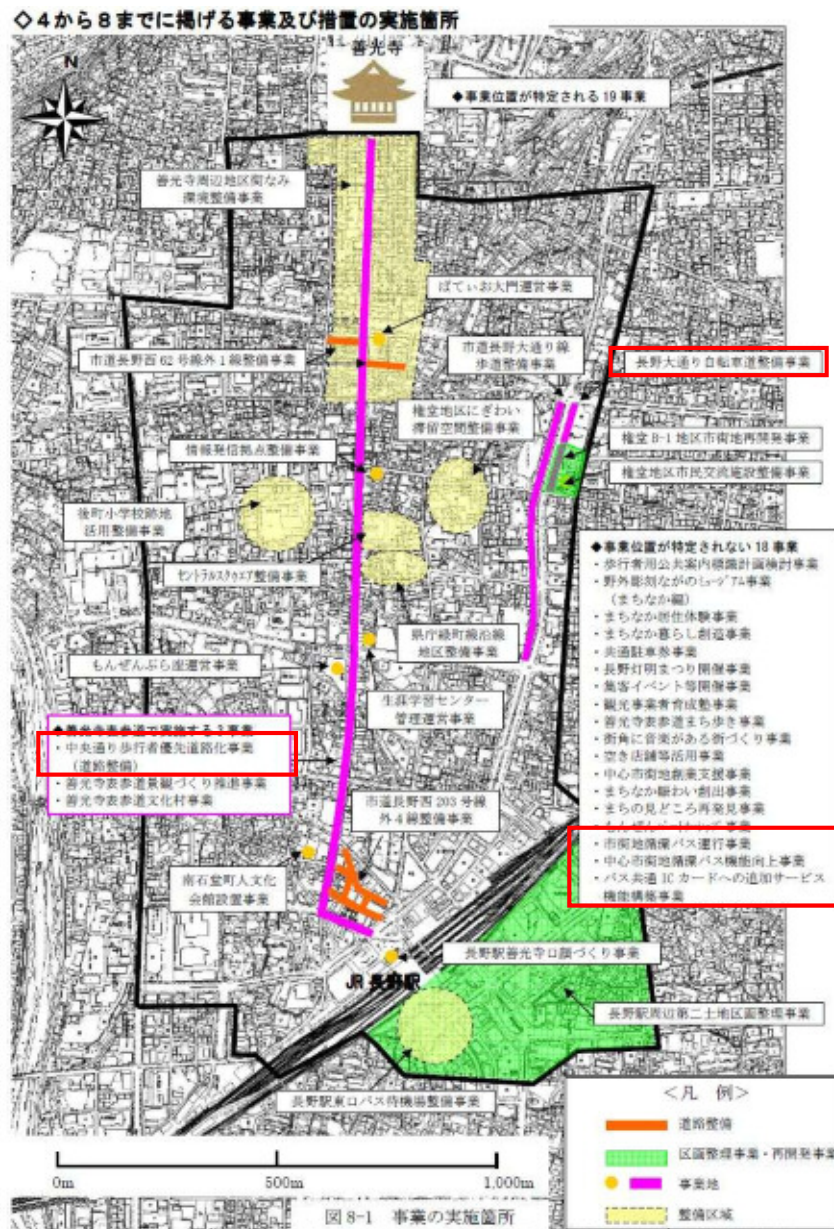 ◇4から8までに掲げる事業及び措置の実施箇所
善光寺
N
◆事業位置が特定される19事業
善光寺周辺地区街なみ
環境整備事業
ぱてぃお大門運営事業
市道長野西62号線外1線整備事業
市道長野大通り線
歩道整備事業
長野大通り自転車道整備事業
権堂地区にぎわい
滞留空間整備事業
権堂B-1地区市街地再開発事業
権堂地区市民交流施設整備事業
情報発信拠点整備事業
後町小学校跡地
活用整備事業
セントラルスクゥエア整備事業
県庁緑町線沿線
地区整備事業
もんぜんぷら座運営事業
生涯学習センター
管理運営事業
◆善光寺表参道で実施する3事業
・中央通り歩行者優先道路化事業
(道路整備)
・善光寺表参道景観づくり推進事業
・善光寺表参道文化村事業
市道長野西203号線
外4線整備事業
南石堂町人文化
会館設置事業
◆事業位置が特定されない18事業
・歩行者用公共案内標識計画検討事業
・野外彫刻ながのミュージアム事業
(まちなか編)
・まちなか居住体験事業
・まちなか暮らし創造事業
・共通駐車券事業
・長野灯明まつり開催事業
・集客イベント等開催事業
・観光事業者育成塾事業
・善光寺表参道まち歩き事業
・街角に音楽がある街づくり事業
・空き店舗等活用事業
・中心市街地創業支援事業
・まちなか賑わい創出事業
・まちの見どころ再発見事業
・市街地循環バス運行事業
・中心市街地循環バス機能向上事業
・バス共通ICカードへの追加サービス
機能構築事業
長野駅善光寺口顔づくり事業
JR長野駅
長野駅周辺第二土地区画整理事業
長野駅東口バス待機場整備事業
<凡 例>
道路整備
区画整理事業・再開発事業
事業地
整備区域
0m
500m
1,000m
図8-1 事業の実施箇所